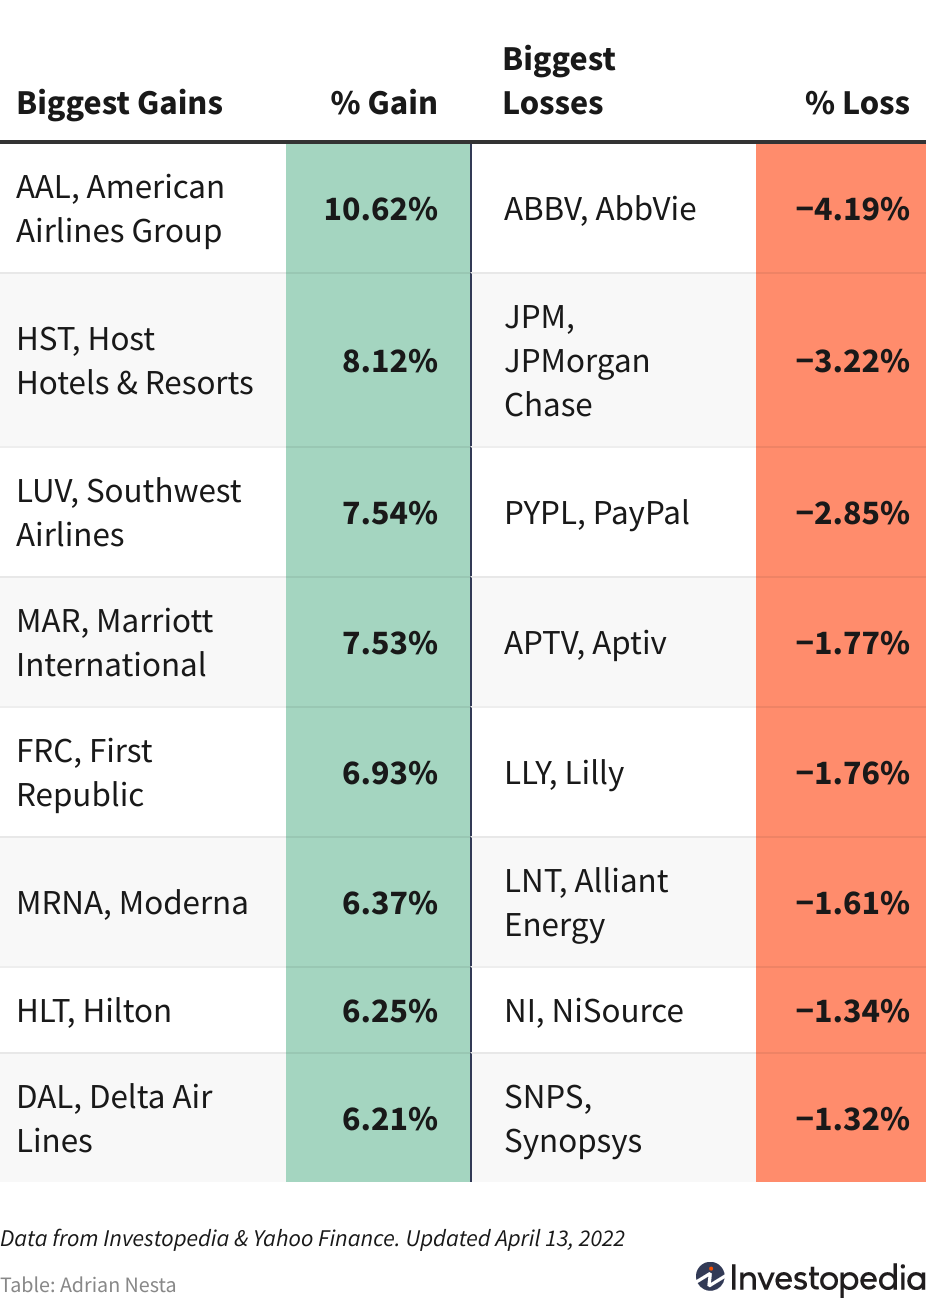 Biggest Gains % Gain Biggest Losses % Loss
AAL, American Airlines Group 10.62% ABBV, AbbVie −4.19%
HST, Host Hotels & Resorts 8.12% JPM, JPMorgan Chase −3.22%
LUV, Southwest Airlines 7.54% PYPL, PayPal −2.85%
MAR, Marriott International 7.53% APTV, Aptiv −1.77%
FRC, First Republic 6.93% LLY, Lilly −1.76%
MRNA, Moderna 6.37% LNT, Alliant Energy −1.61%
HLT, Hilton 6.25% NI, NiSource −1.34%
DAL, Delta Air Lines 6.21% SNPS, Synopsys −1.32%
Data from Investopedia & Yahoo Finance. Updated April 13, 2022
Table: Adrian Nesta
Investopedia